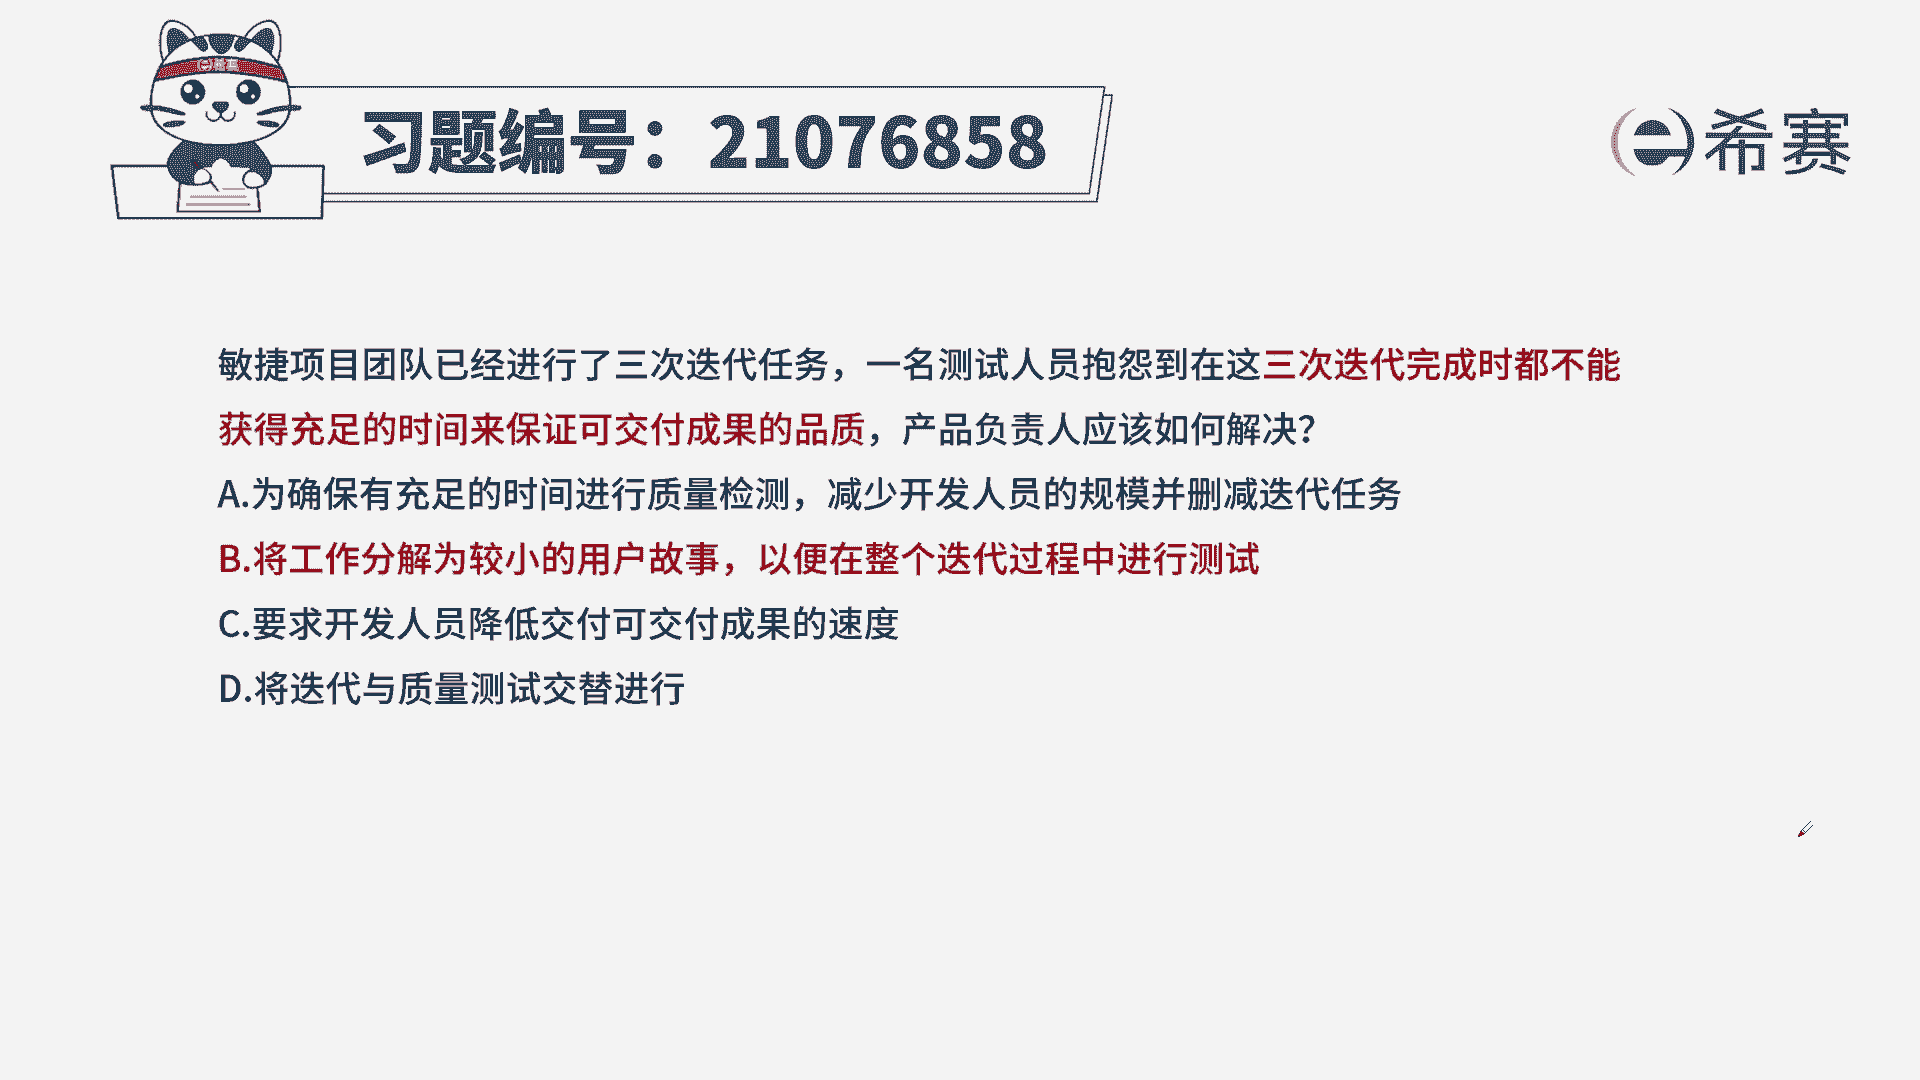 习题编号：21076858
希赛
敏捷项目团队已经进行了三次迭代任务，一名测试人员抱怨到在这三次迭代完成时都不能
获得充足的时间来保证可交付成果的品质，产品负责人应该如何解决？
A.为确保有充足的时间进行质量检测，减少开发人员的规模并删减迭代任务
B.将工作分解为较小的用户故事，以便在整个迭代过程中进行测试
C.要求开发人员降低交付可交付成果的速度
D.将迭代与质量测试交替进行